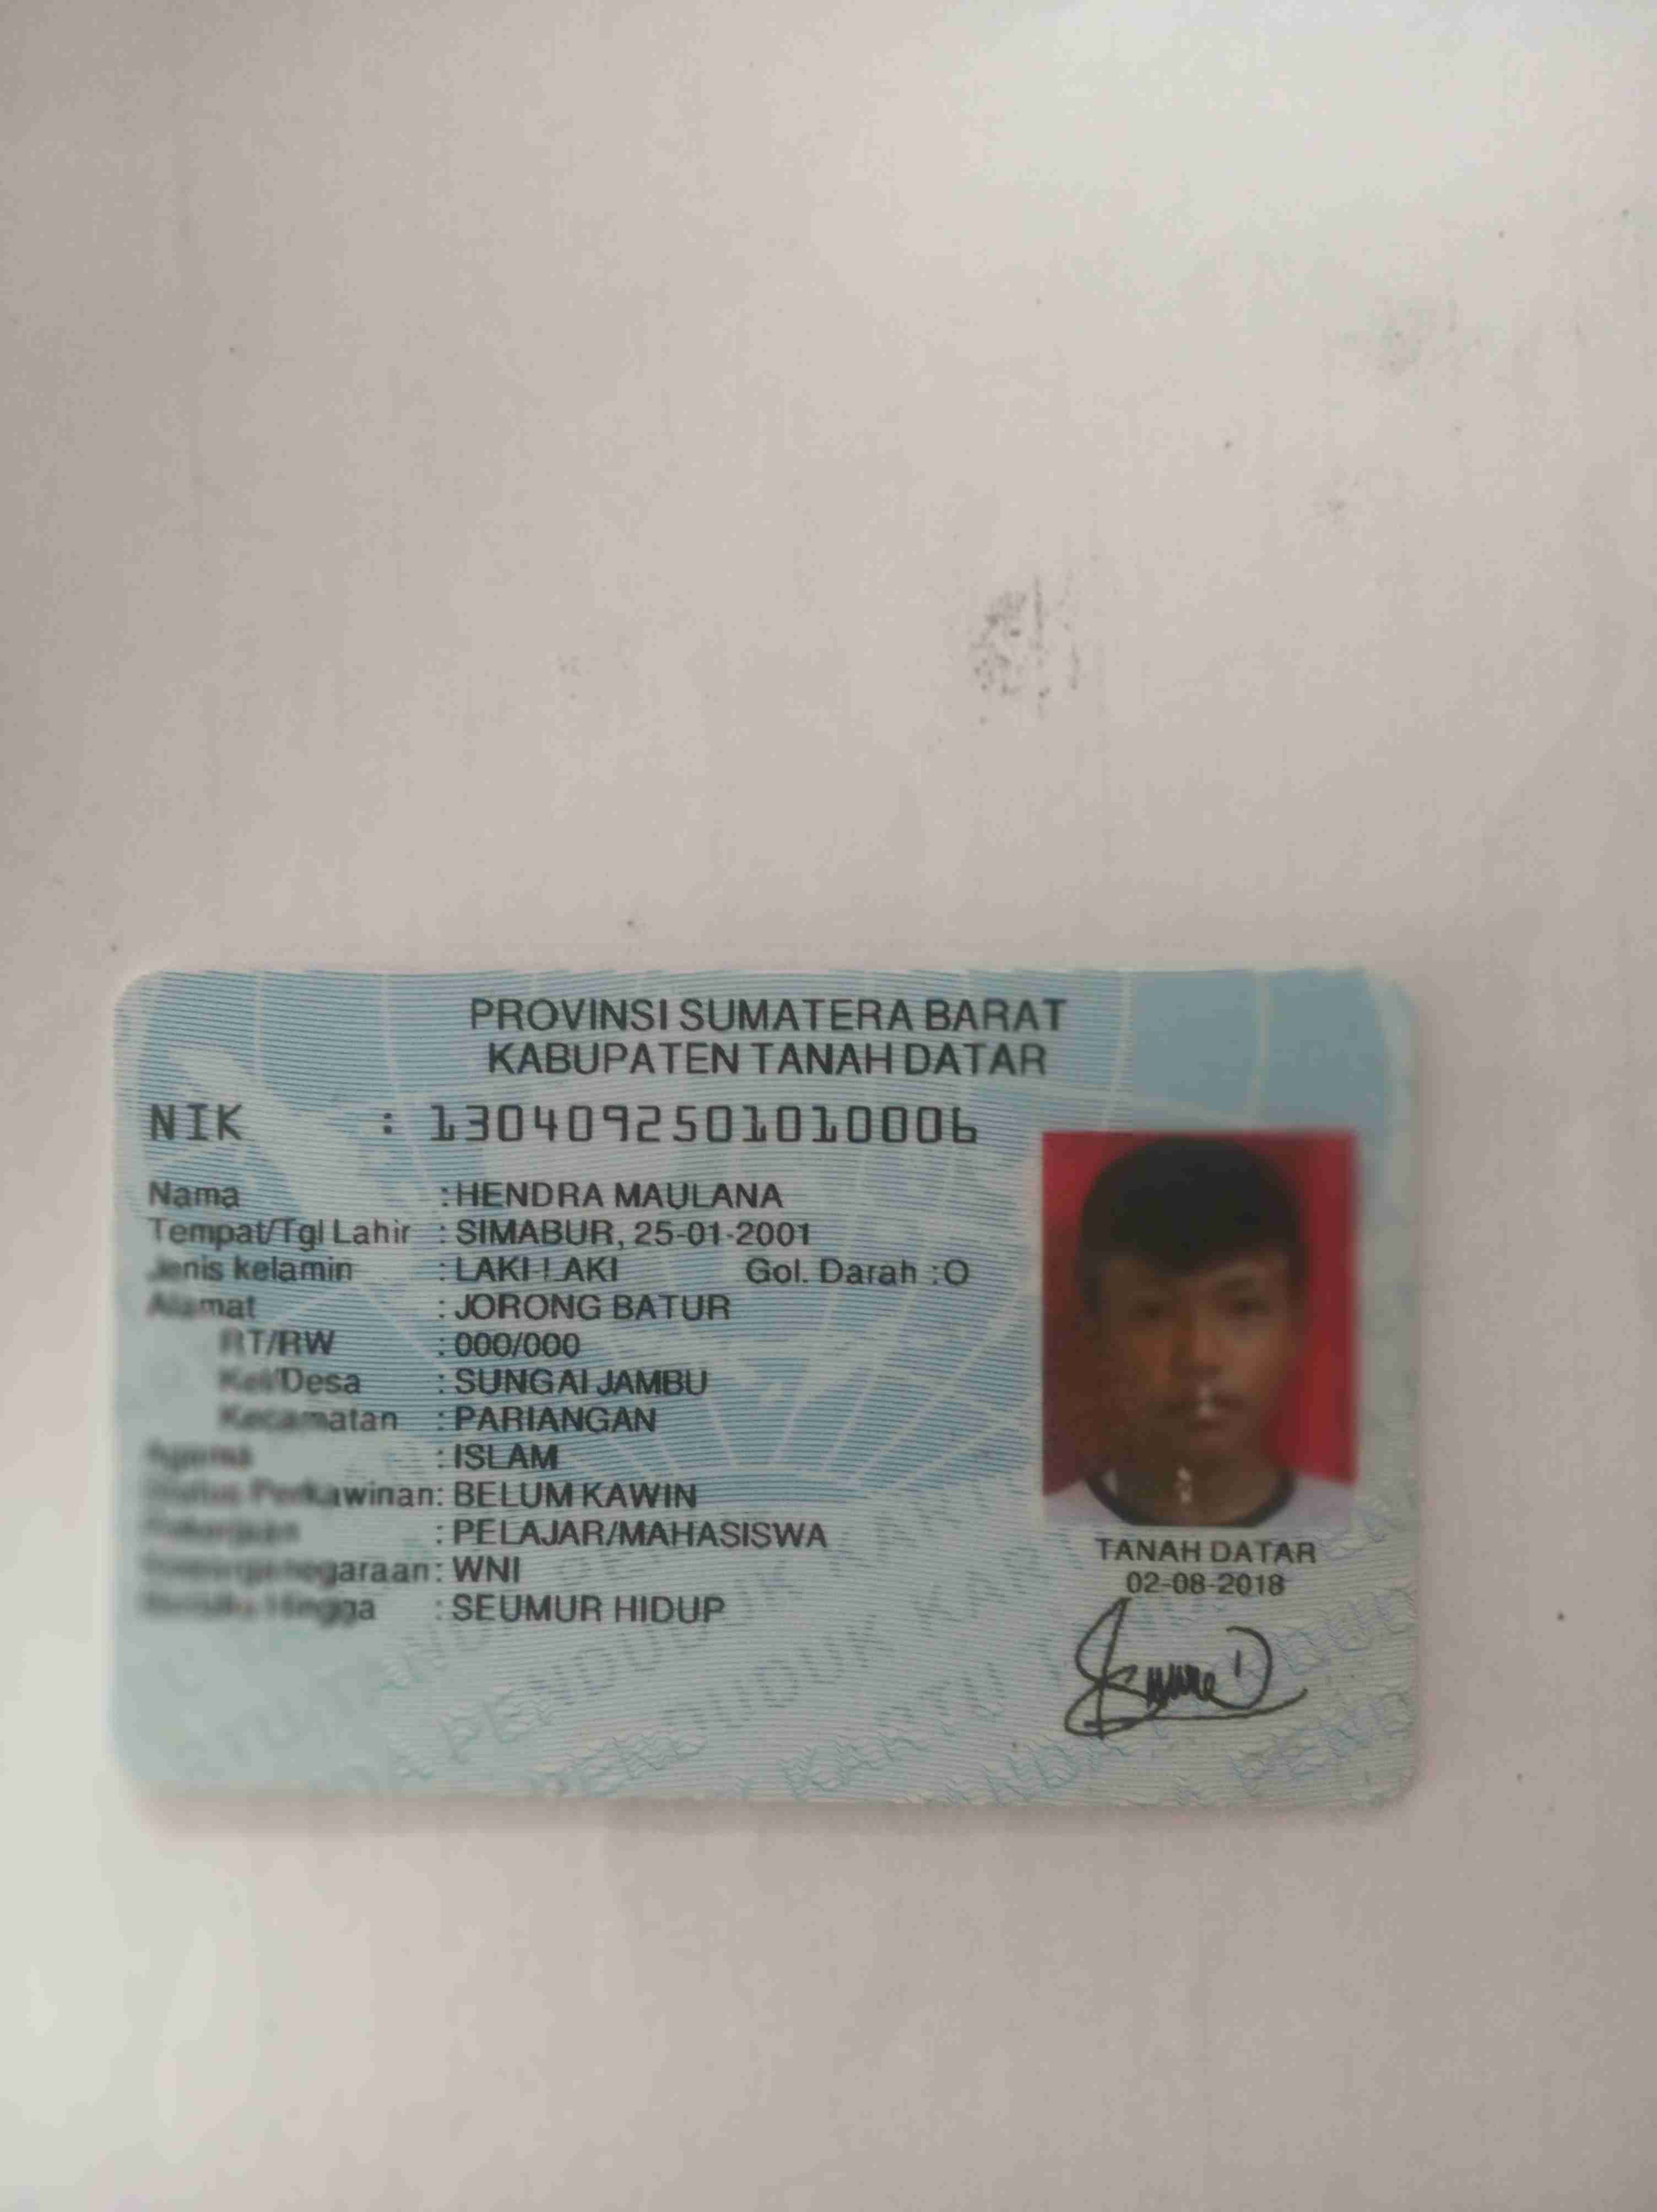 PROVINSI SUMATERA BARAT
KABUPATEN TANAH DATAR
NIK : 1304092501010006
Nama : HENDRA MAULANA
Tempat/Tgl Lahir : SIMABUR, 25-01-2001
Jenis kelamin : LAKI-LAKI Gol. Darah : O
Alamat : JORONG BATUR
RT/RW : 000/000
Kel/Desa : SUNGAI JAMBU
Kecamatan : PARIANGAN
Agama : ISLAM
Status Perkawinan: BELUM KAWIN
Pekerjaan : PELAJAR/MAHASISWA
Kewarganegaraan: WNI
Berlaku Hingga : SEUMUR HIDUP
TANAH DATAR
02-08-2018